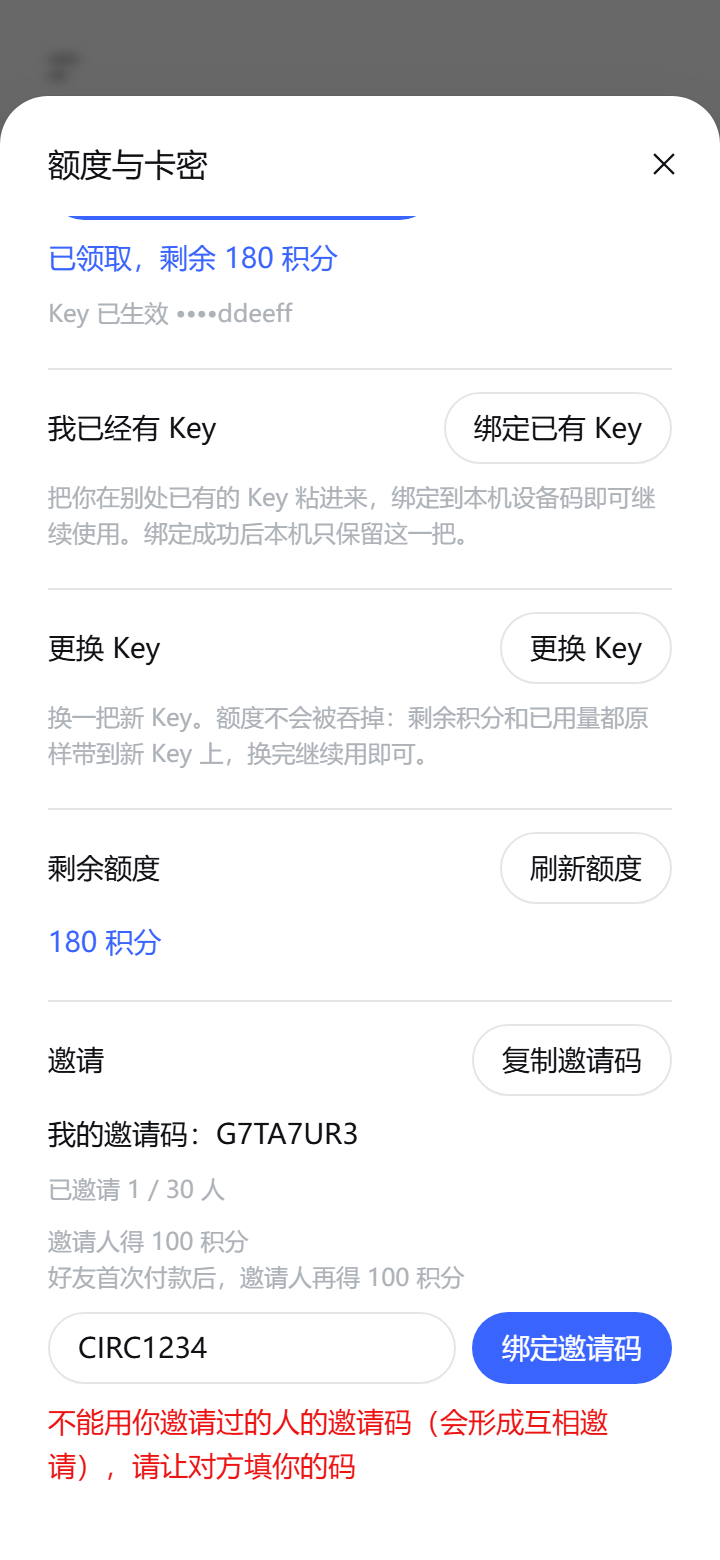 额度与卡密
已领取，剩余 180 积分
Key 已生效 ••••ddeeff
我已经有 Key
绑定已有 Key
把你在别处已有的 Key 粘进来，绑定到本机设备码即可继
续使用。绑定成功后本机只保留这一把。
更换 Key
更换 Key
换一把新 Key。额度不会被吞掉：剩余积分和已用量都原
样带到新 Key 上，换完继续用即可。
剩余额度
刷新额度
180 积分
邀请
复制邀请码
我的邀请码：G7TA7UR3
已邀请 1 / 30 人
邀请人得 100 积分
好友首次付款后，邀请人再得 100 积分
CIRC1234
绑定邀请码
不能用你邀请过的人的邀请码（会形成互相邀
请），请让对方填你的码